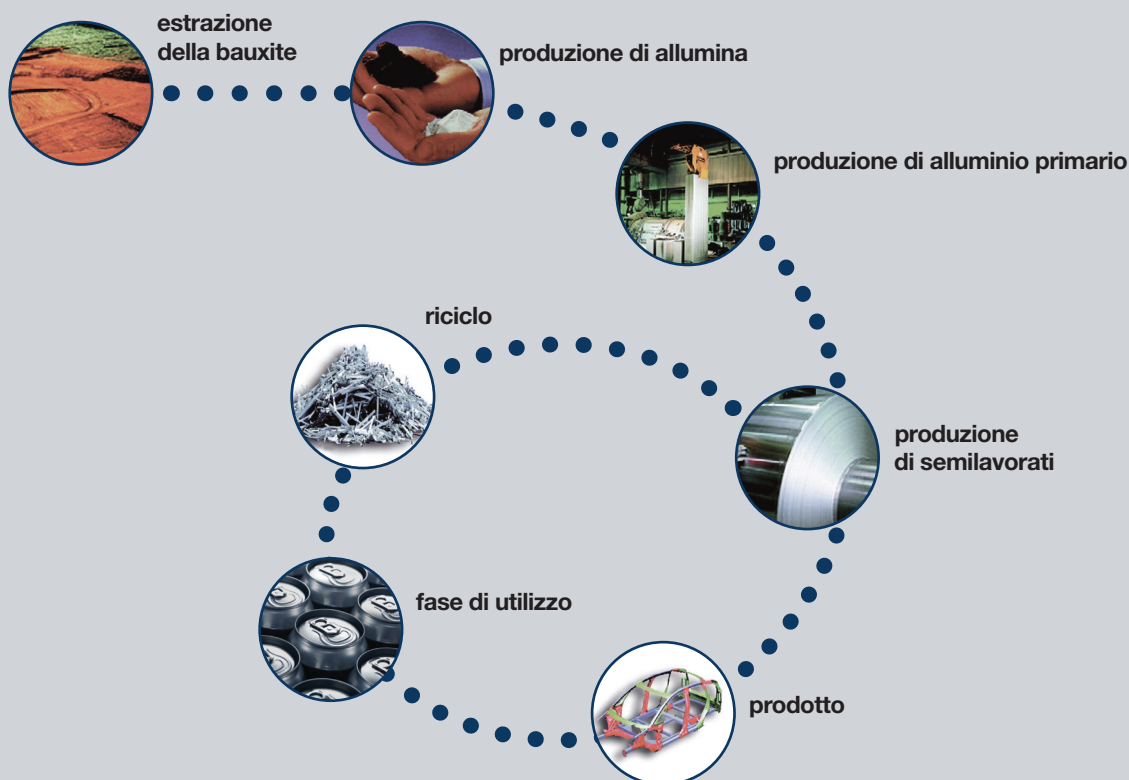 estrazione
della bauxite
produzione di allumina
produzione di alluminio primario
riciclo
produzione
di semilavorati
fase di utilizzo
prodotto